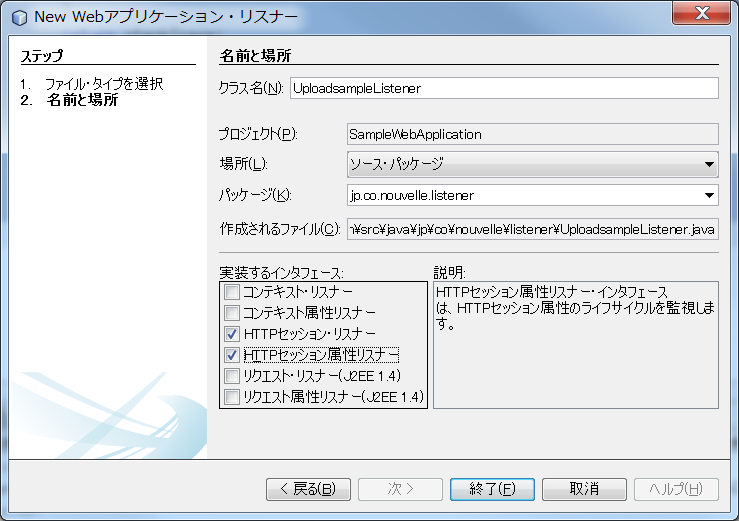 New Webアプリケーション・リスナー
ステップ
1. ファイル・タイプを選択
2. 名前と場所
名前と場所
クラス名(N): UploadsampleListener
プロジェクト(P): SampleWebApplication
場所(L): ソース・パッケージ
パッケージ(K): jp.co.nouvelle.listener
作成されるファイル(C): ¥src¥java¥jp¥co¥nouvelle¥listener¥UploadsampleListener.java
実装するインタフェース:
コンテキスト・リスナー
コンテキスト属性リスナー
HTTPセッション・リスナー
HTTPセッション属性リスナー
リクエスト・リスナー(J2EE 1.4)
リクエスト属性リスナー(J2EE 1.4)
説明:
HTTPセッション属性リスナー・インタフェース
は、HTTPセッション属性のライフサイクルを監視しま
す。
< 戻る(B) 次 > 終了(F) 取消 ヘルプ(H)